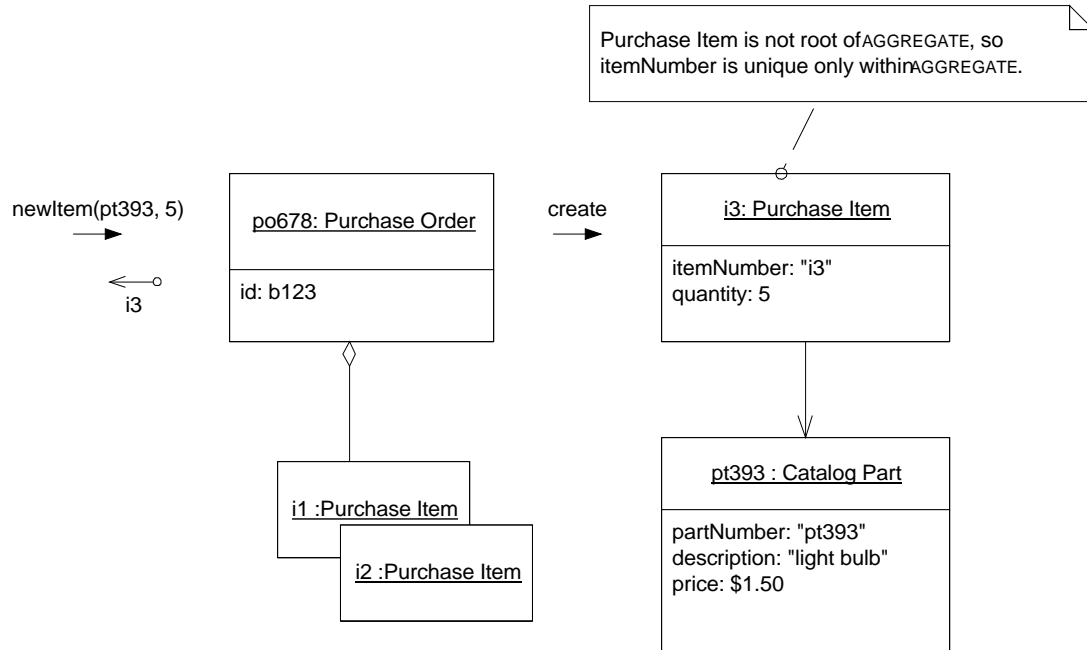 Purchase Item is not root of AGGREGATE, so
itemNumber is unique only within AGGREGATE.
newItem(pt393, 5)
i3
po678: Purchase Order
id: b123
create
i3: Purchase Item
itemNumber: "i3"
quantity: 5
i1 :Purchase Item
i2 :Purchase Item
pt393 : Catalog Part
partNumber: "pt393"
description: "light bulb"
price: $1.50